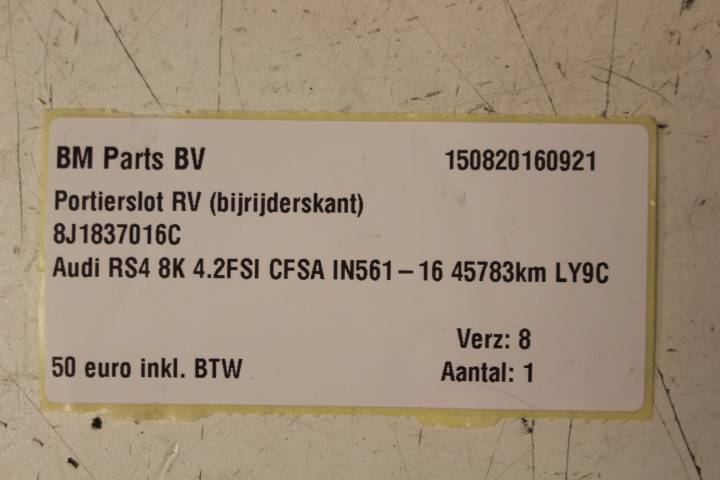 BM Parts BV 150820160921
Portierslot RV (bijrijderskant)
8J1837016C
Audi RS4 8K 4.2FSI CFSA IN561-16 45783km LY9C
Verz: 8
50 euro inkl. BTW Aantal: 1